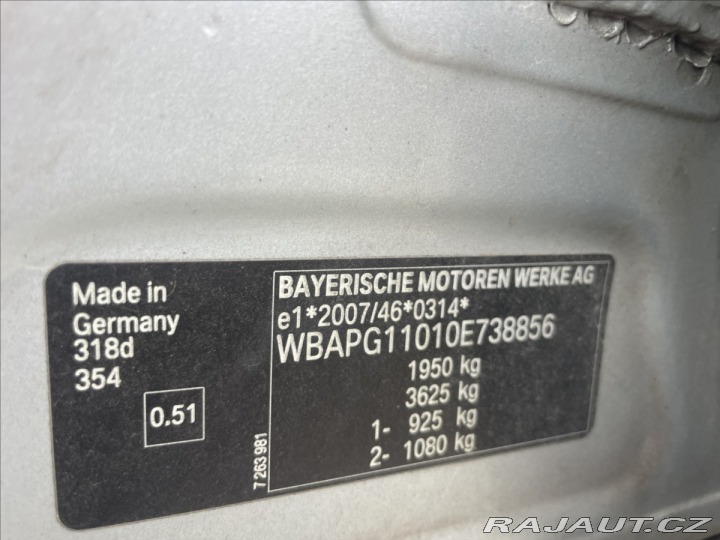 Made in
Germany
318d
354
0.51
7 263 981
BAYERISCHE MOTOREN WERKE AG
e1*2007/46*0314*
WBAPG11010E738856
1950 kg
3625 kg
1- 925 kg
2- 1080 kg
RAJAUT.CZ